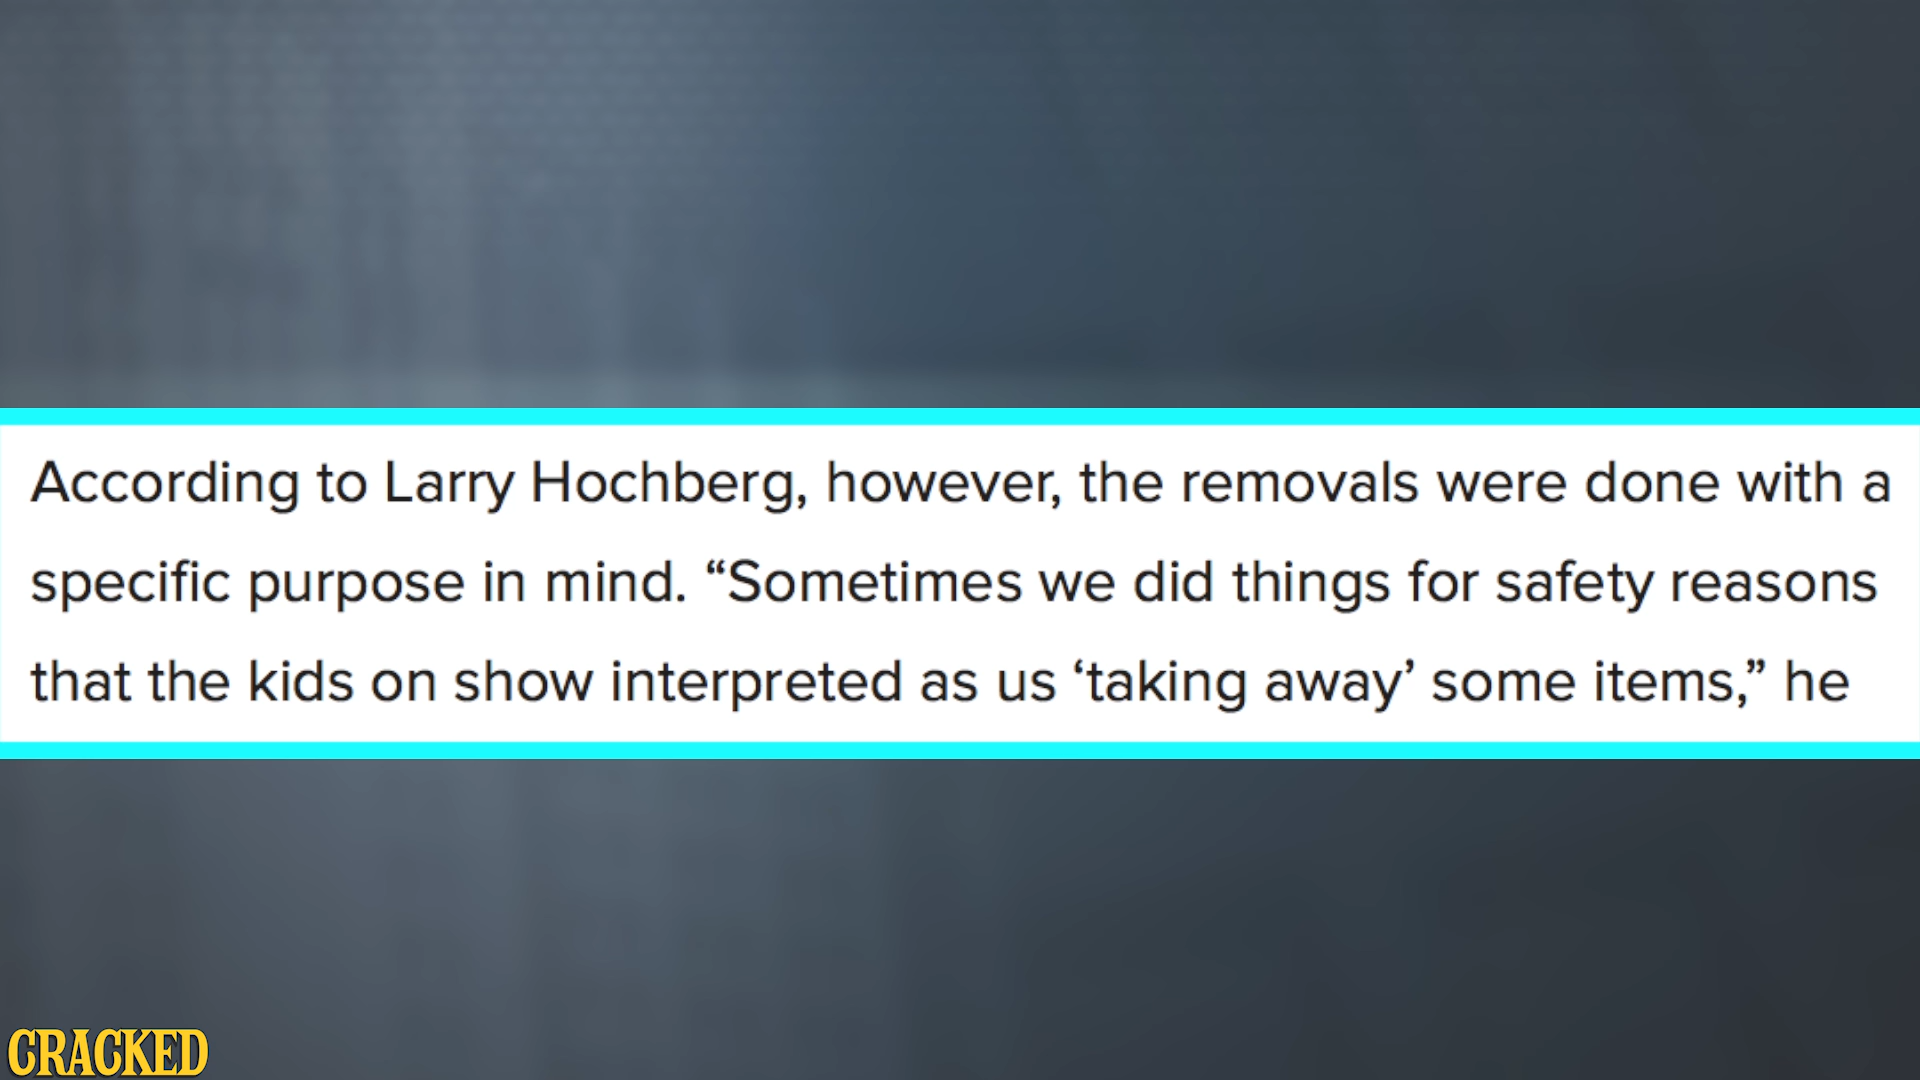 According to Larry Hochberg, however, the removals were done with a
specific purpose in mind. “Sometimes we did things for safety reasons
that the kids on show interpreted as us ‘taking away’ some items,” he
CRACKED